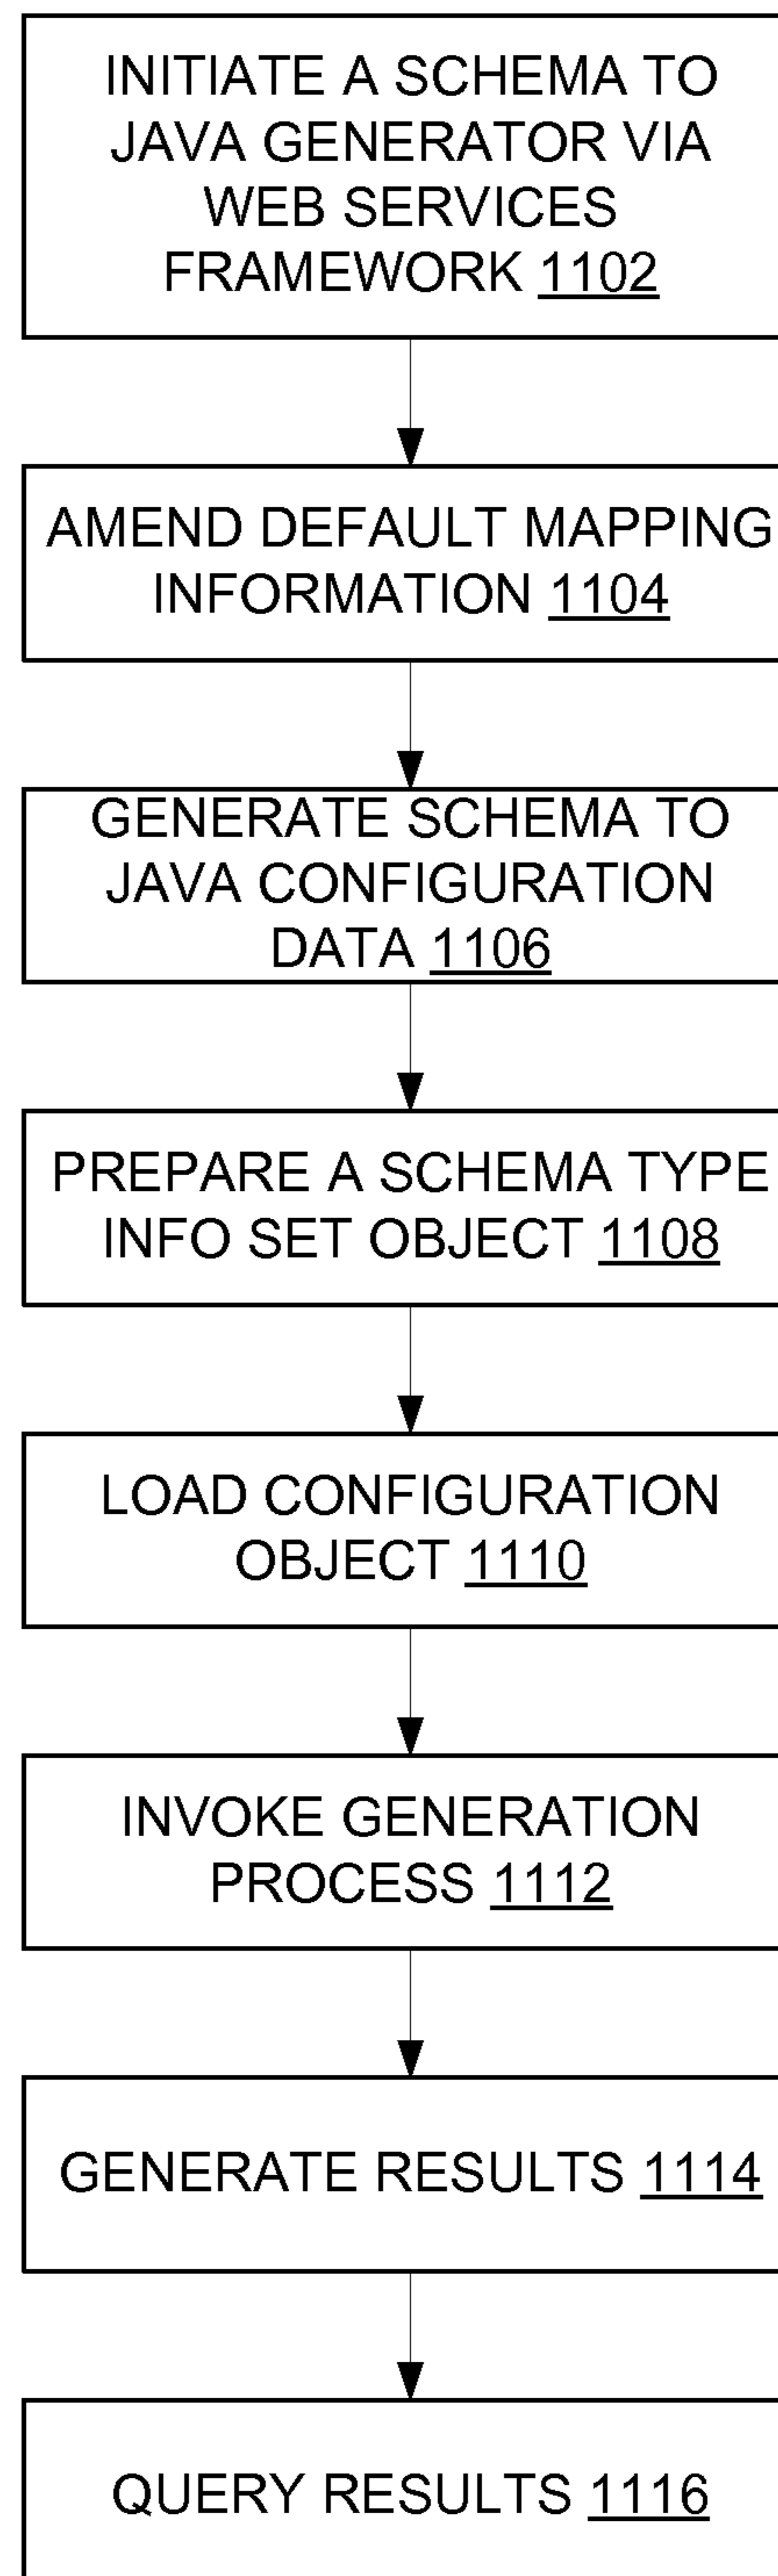 INITIATE A SCHEMA TO
JAVA GENERATOR VIA
WEB SERVICES
FRAMEWORK 1102
AMEND DEFAULT MAPPING
INFORMATION 1104
GENERATE SCHEMA TO
JAVA CONFIGURATION
DATA 1106
PREPARE A SCHEMA TYPE
INFO SET OBJECT 1108
LOAD CONFIGURATION
OBJECT 1110
INVOKE GENERATION
PROCESS 1112
GENERATE RESULTS 1114
QUERY RESULTS 1116